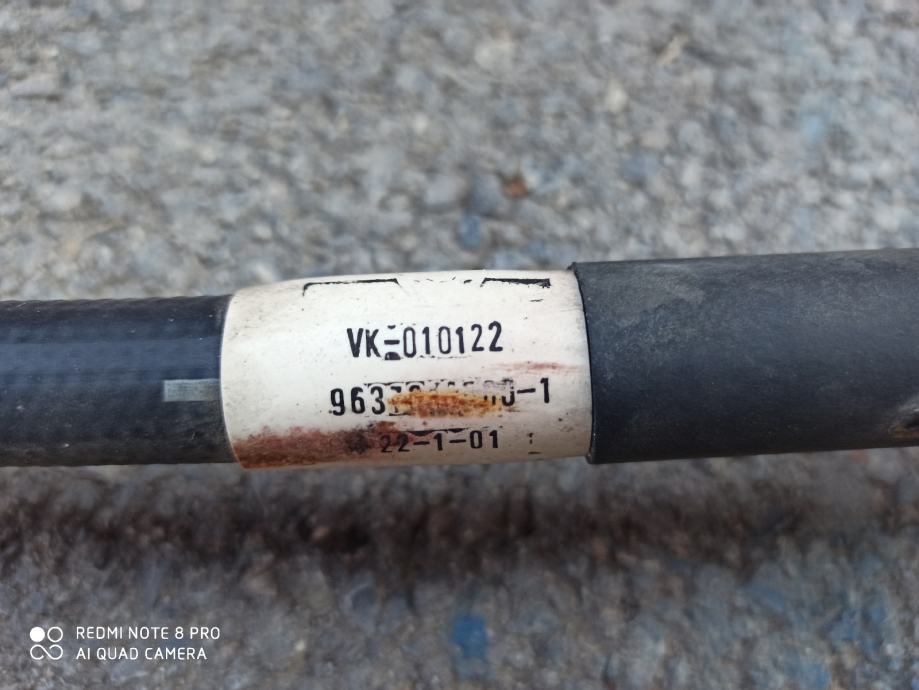 VK-010122
22-1-01
REDMI NOTE 8 PRO
AI QUAD CAMERA